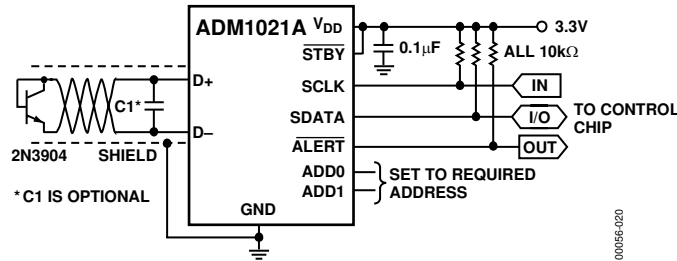 ADM1021A
VDD
3.3V
STBY
0.1µF
ALL 10kΩ
D+
SCLK
IN
C1*
SDATA
I/O
TO CONTROL
CHIP
D–
2N3904
SHIELD
ALERT
OUT
ADD0
SET TO REQUIRED
ADD1
ADDRESS
*C1 IS OPTIONAL
GND
00056-020